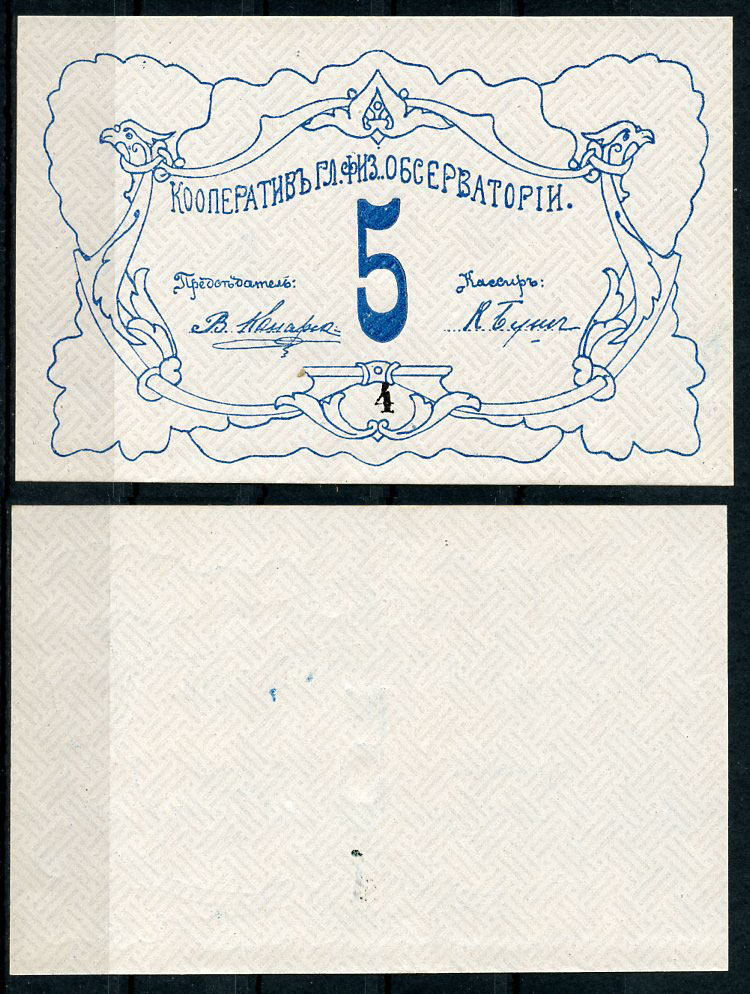 Кооперативъ Гл. Физ. Обсерваторіи.
5
Предсѣдатель: Кассиръ:
В.
4